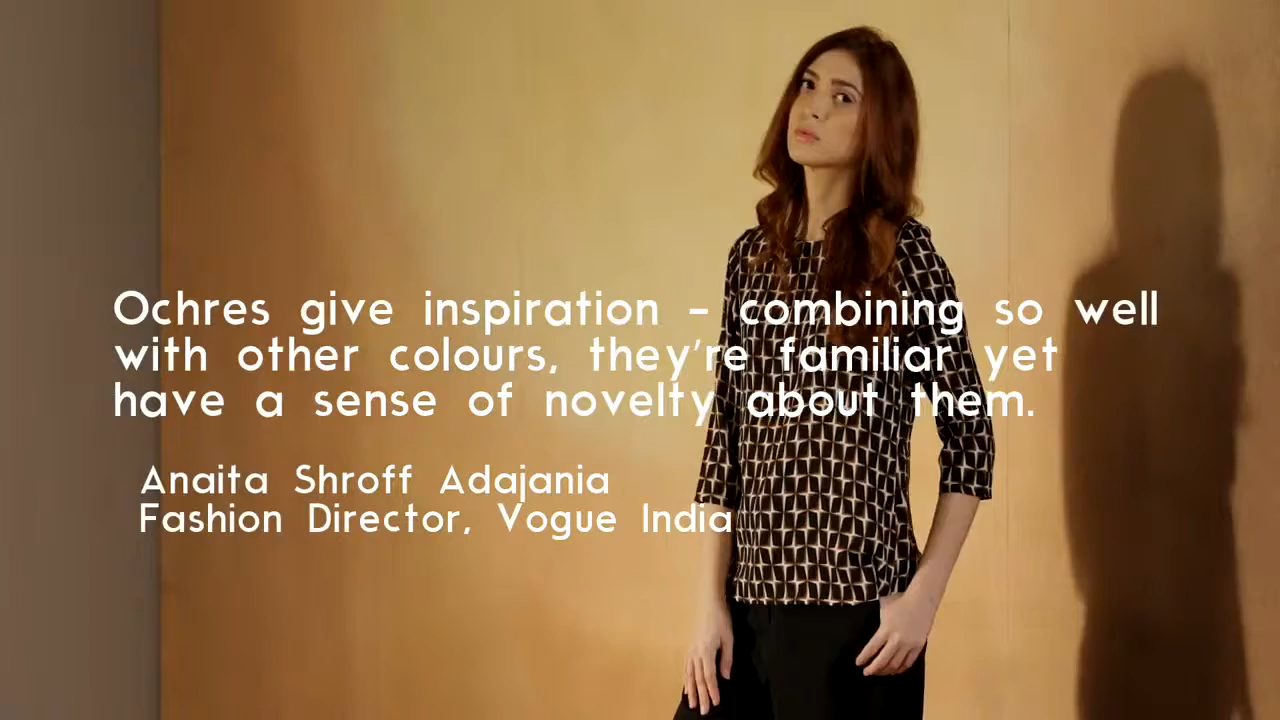 Ochres give inspiration - combining so well
with other colours, they're familiar yet
have a sense of novelty about them.
Anaita Shroff Adajania
Fashion Director, Vogue India